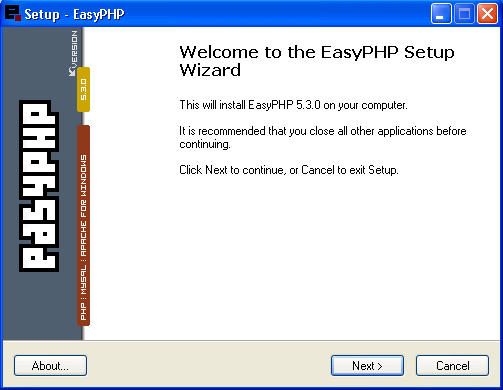 Setup - EasyPHP
VERSION
5.3.0
easyphp
PHP : MYSQL : APACHE FOR WINDOWS
Welcome to the EasyPHP Setup
Wizard
This will install EasyPHP 5.3.0 on your computer.
It is recommended that you close all other applications before
continuing.
Click Next to continue, or Cancel to exit Setup.
About...
Next >
Cancel